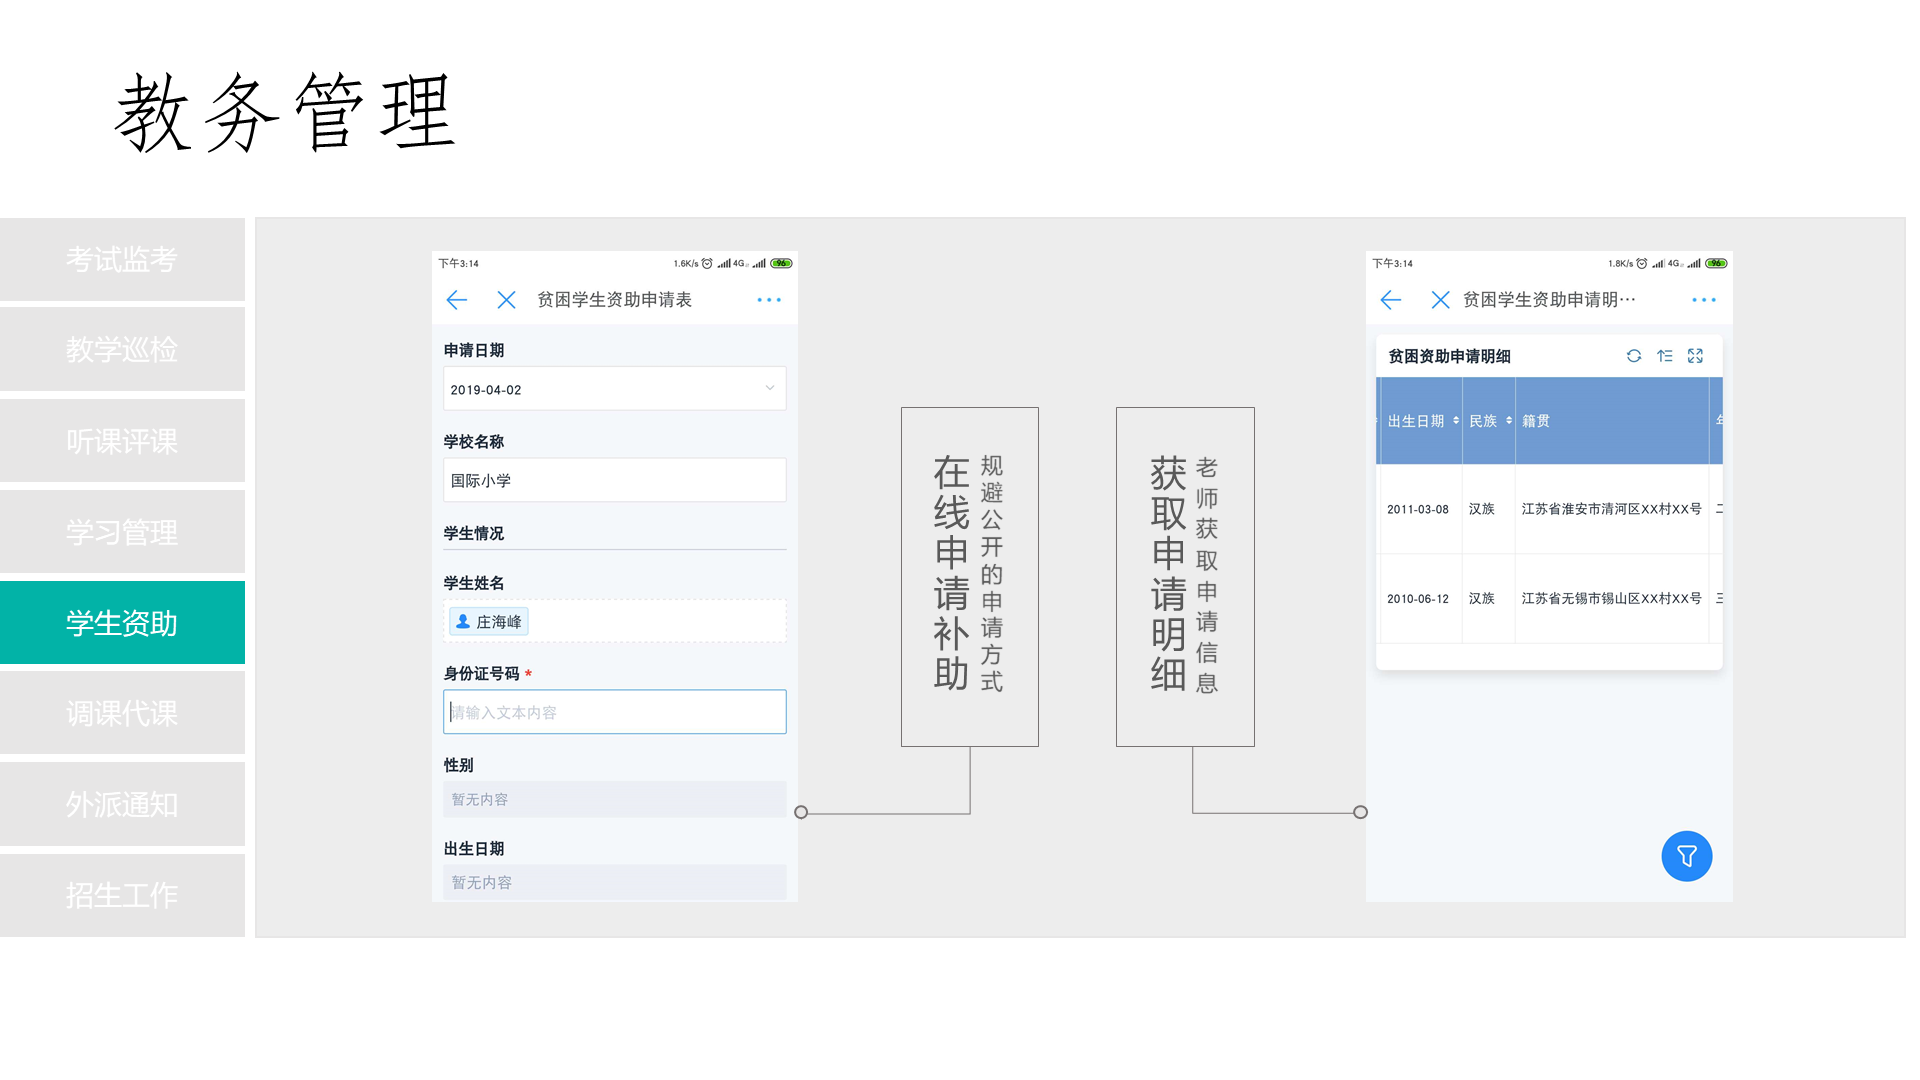 教务管理
考试监考
教学巡检
听课评课
学习管理
学生资助
调课代课
外派通知
招生工作
下午3:14
1.6K/s
4G
96
贫困学生资助申请表
申请日期
2019-04-02
学校名称
国际小学
学生情况
学生姓名
庄海峰
身份证号码 *
请输入文本内容
性别
暂无内容
出生日期
暂无内容
在线申请补助
规避公开的申请方式
获取申请明细
老师获取申请信息
下午3:14
1.8K/s
4G
96
贫困学生资助申请明···
贫困资助申请明细
出生日期 民族 籍贯
2011-03-08 汉族 江苏省淮安市清河区XX村XX号
2010-06-12 汉族 江苏省无锡市锡山区XX村XX号